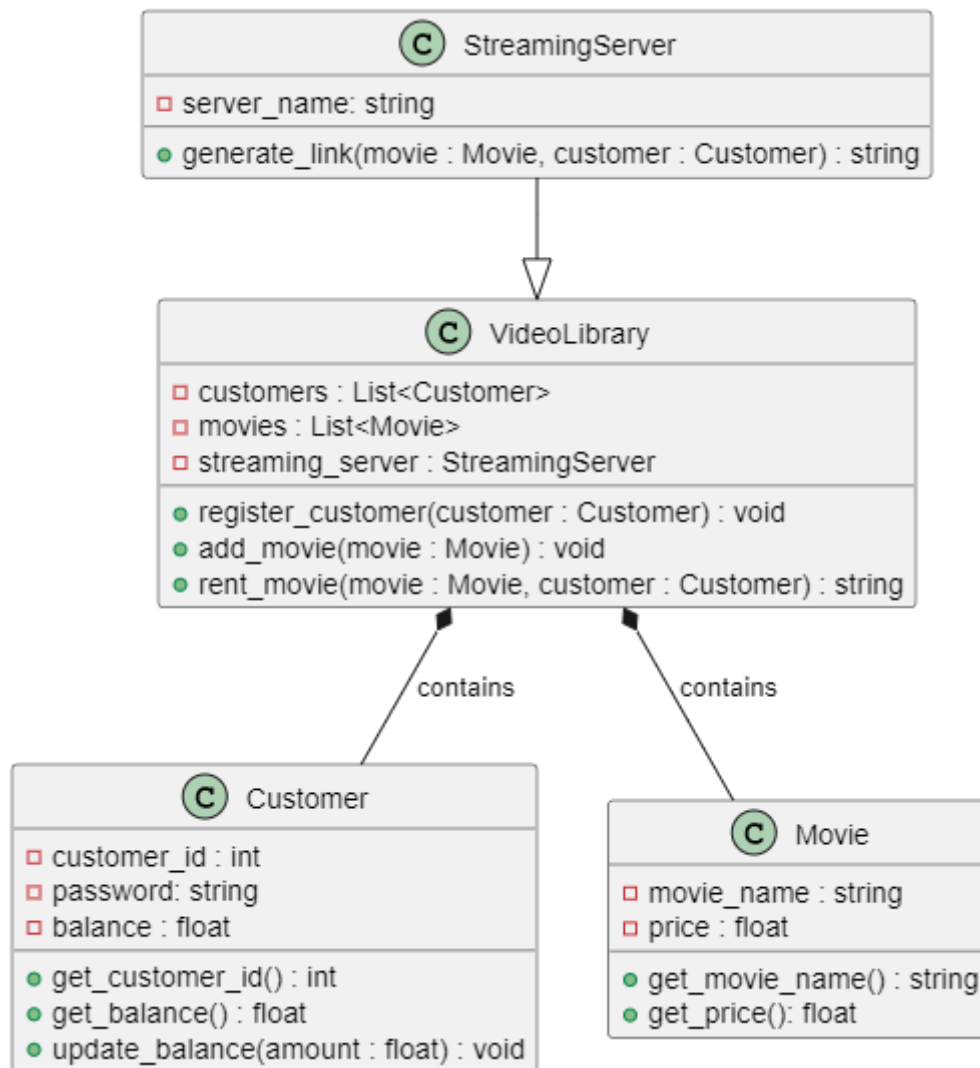 C StreamingServer
server_name: string
generate_link(movie : Movie, customer : Customer) : string
C VideoLibrary
customers : List<Customer>
movies : List<Movie>
streaming_server : StreamingServer
register_customer(customer : Customer) : void
add_movie(movie : Movie) : void
rent_movie(movie : Movie, customer : Customer) : string
contains
contains
C Customer
customer_id : int
password: string
balance : float
get_customer_id() : int
get_balance() : float
update_balance(amount : float) : void
C Movie
movie_name : string
price : float
get_movie_name() : string
get_price(): float